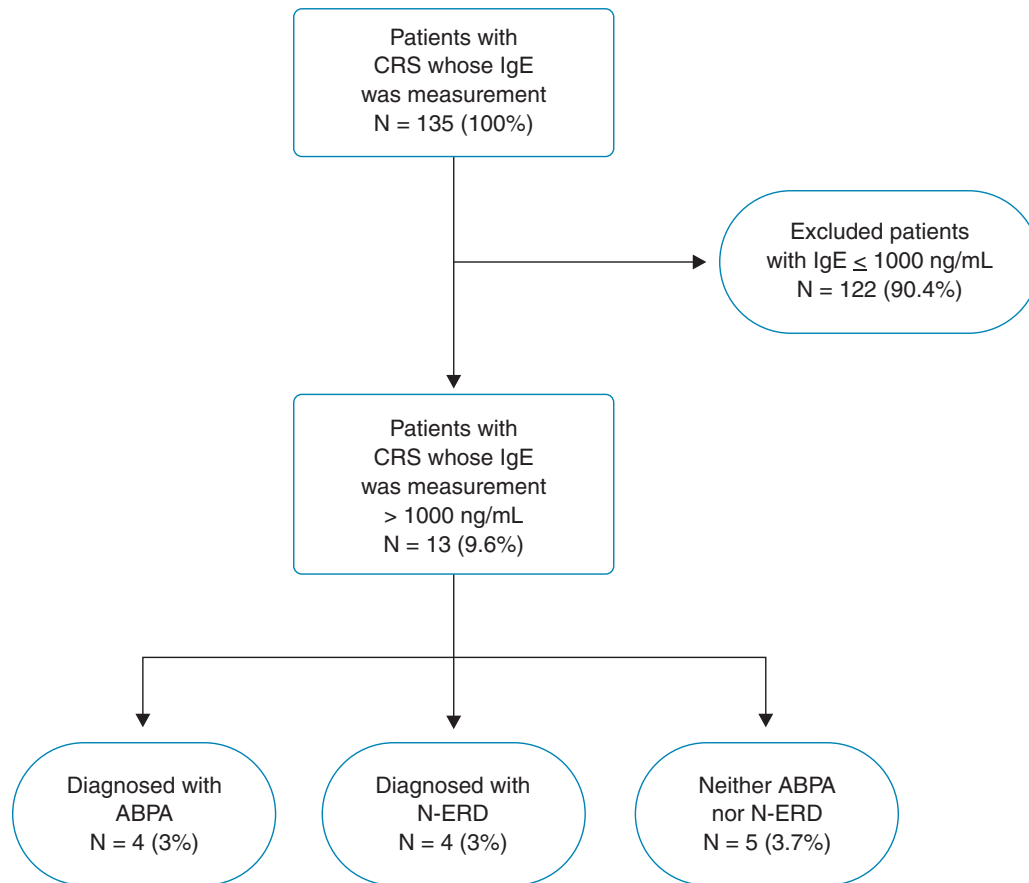 Patients with
CRS whose IgE
was measurement
N = 135 (100%)
Excluded patients
with IgE ≤ 1000 ng/mL
N = 122 (90.4%)
Patients with
CRS whose IgE
was measurement
> 1000 ng/mL
N = 13 (9.6%)
Diagnosed with
ABPA
N = 4 (3%)
Diagnosed with
N-ERD
N = 4 (3%)
Neither ABPA
nor N-ERD
N = 5 (3.7%)